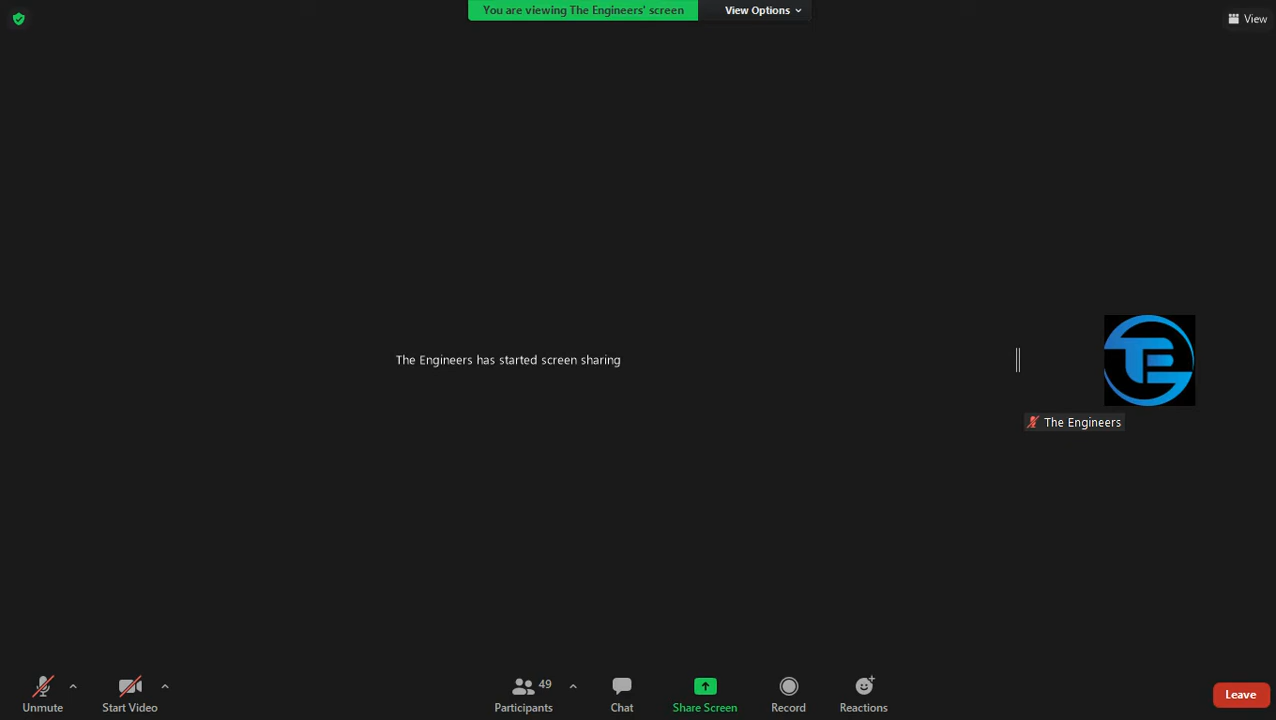 You are viewing The Engineers' screen
View Options
View
The Engineers has started screen sharing
TE
The Engineers
49
Unmute
Start Video
Participants
Chat
Share Screen
Record
Reactions
Leave